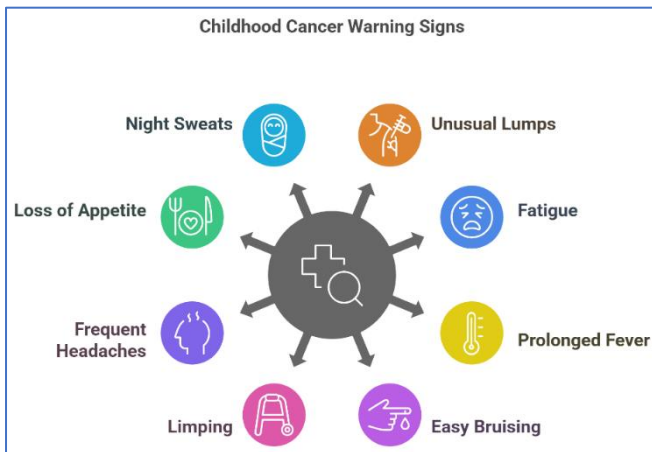 Childhood Cancer Warning Signs
Night Sweats
Unusual Lumps
Loss of Appetite
Fatigue
Frequent
Headaches
Prolonged Fever
Limping
Easy Bruising